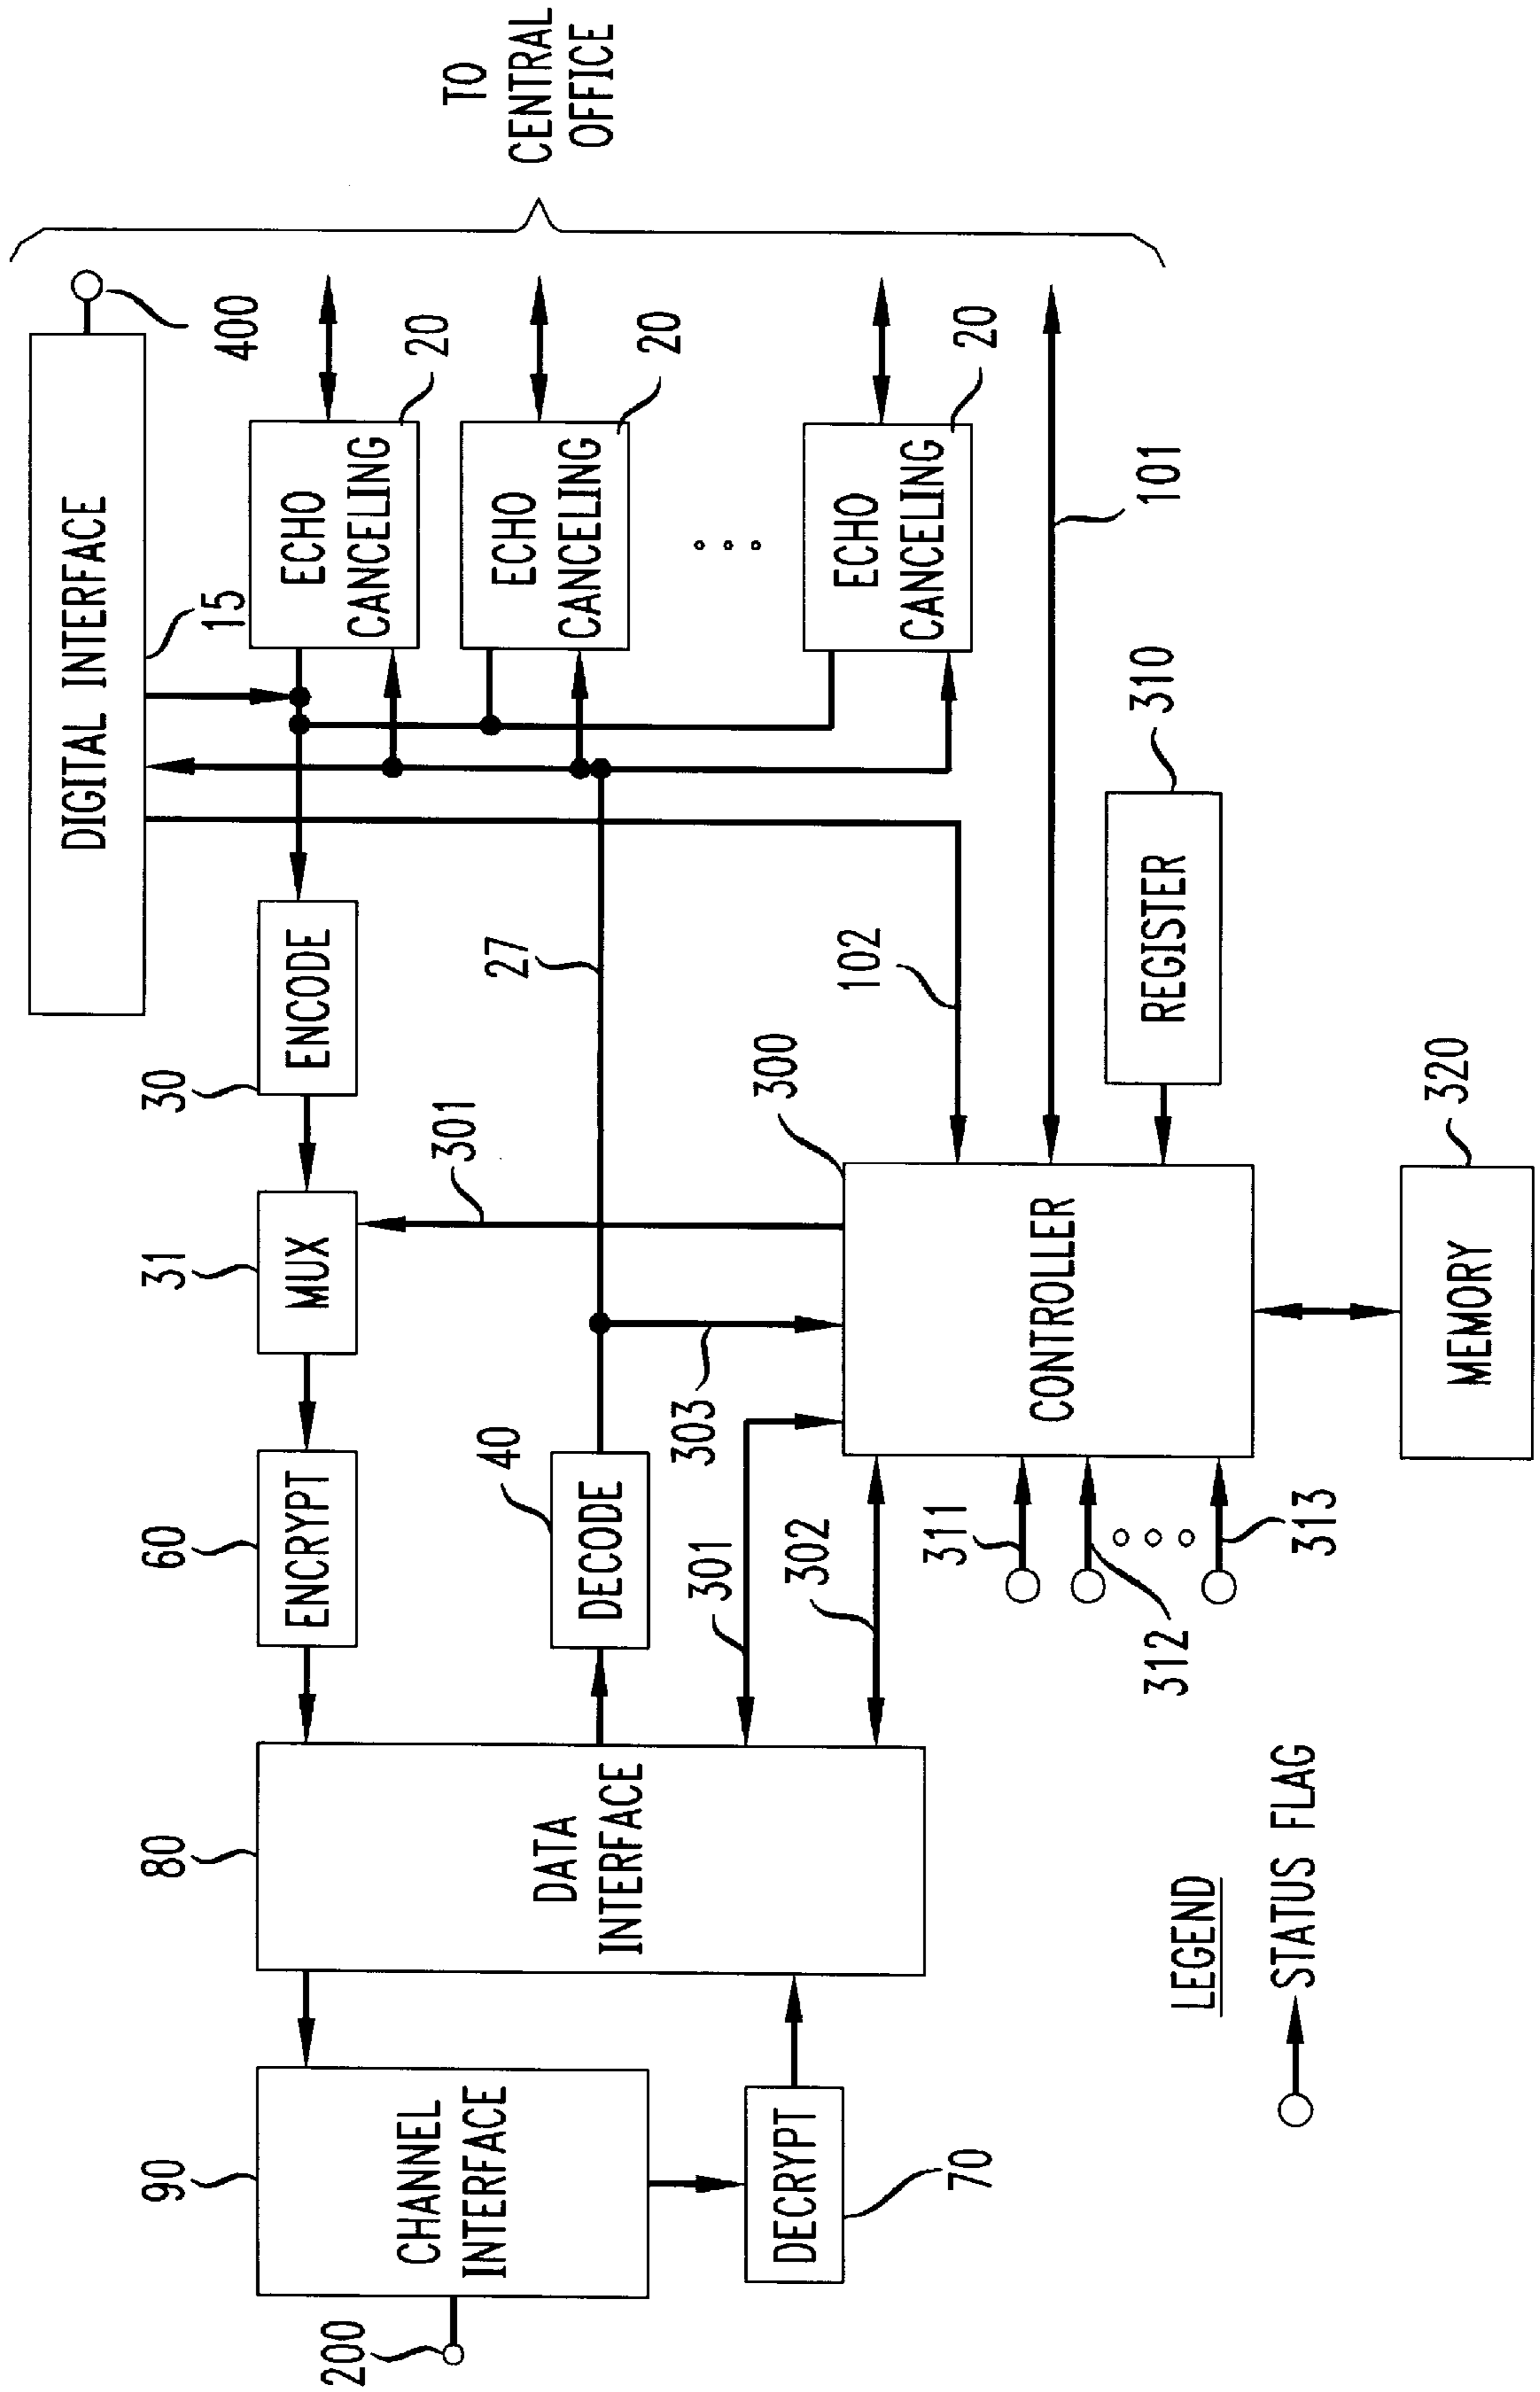 TO
CENTRAL
OFFICE
400
DIGITAL INTERFACE
15
ECHO
CANCELING
20
ECHO
CANCELING
20
ECHO
CANCELING
20
101
30
ENCODE
27
102
310
REGISTER
31
MUX
301
300
CONTROLLER
320
MEMORY
60
ENCRYPT
40
DECODE
303
301
302
311
312
313
80
DATA
INTERFACE
90
CHANNEL
INTERFACE
200
DECRYPT
70
LEGEND
STATUS FLAG